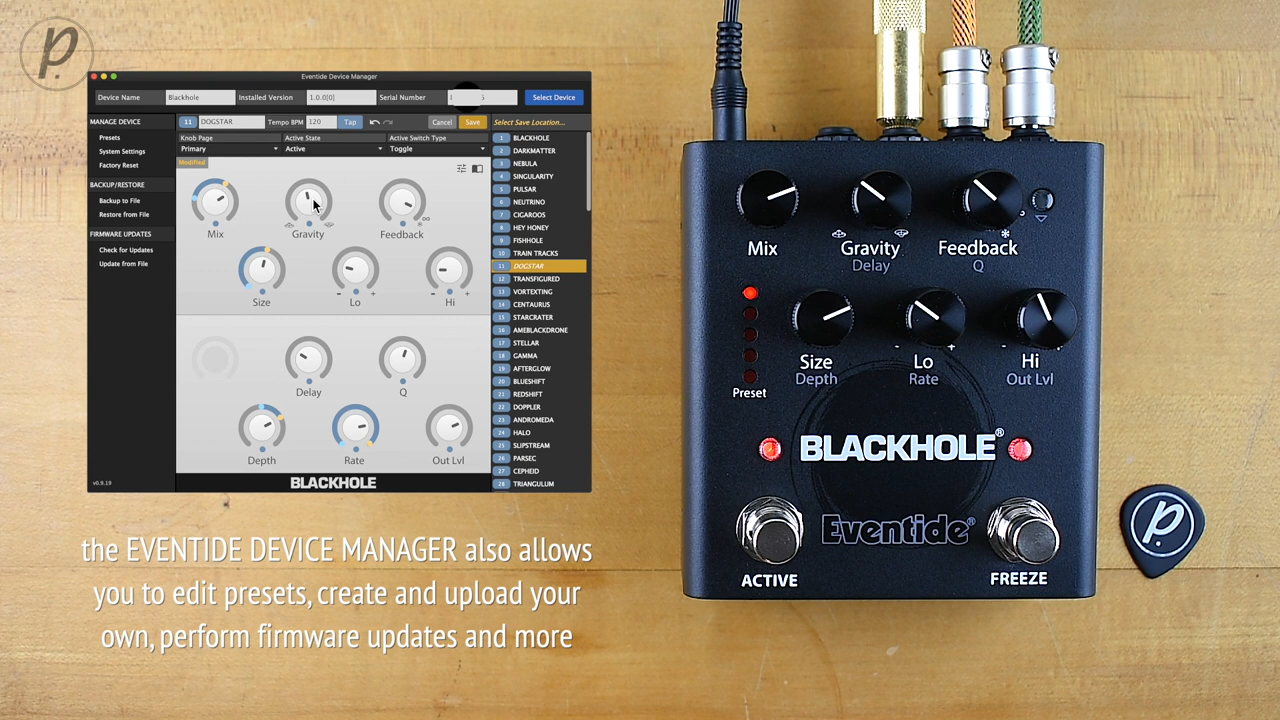 p.
Eventide Device Manager
Device Name Blackhole Installed Version 1.0.0[0] Serial Number Select Device
MANAGE DEVICE
Presets
System Settings
Factory Reset
BACKUP/RESTORE
Backup to File
Restore from File
FIRMWARE UPDATES
Check for Updates
Update from File
v0.9.19
11 DOGSTAR Tempo BPM 120 Tap Cancel Save
Knob Page Active State Active Switch Type
Primary Active Toggle
Modified
Mix Gravity Feedback
Size - Lo + - Hi +
Delay Q
Depth Rate Out Lvl
BLACKHOLE
Select Save Location...
1 BLACKHOLE
2 DARKMATTER
3 NEBULA
4 SINGULARITY
5 PULSAR
6 NEUTRINO
7 CIGAROOS
8 HEY HONEY
9 FISHHOLE
10 TRAIN TRACKS
11 DOGSTAR
12 TRANSFIGURED
13 VORTEXING
14 CENTAURUS
15 STARCRATER
16 AMEBLACKDRONE
17 STELLAR
18 GAMMA
19 AFTERGLOW
20 BLUESHIFT
21 REDSHIFT
22 DOPPLER
23 ANDROMEDA
24 HALO
25 SLIPSTREAM
26 PARSEC
27 CEPHEID
28 TRIANGULUM
the EVENTIDE DEVICE MANAGER also allows
you to edit presets, create and upload your
own, perform firmware updates and more
Mix Gravity Feedback
Delay Q
- + - +
Size Lo Hi
Depth Rate Out Lvl
Preset
BLACKHOLE®
Eventide®
ACTIVE FREEZE
p.